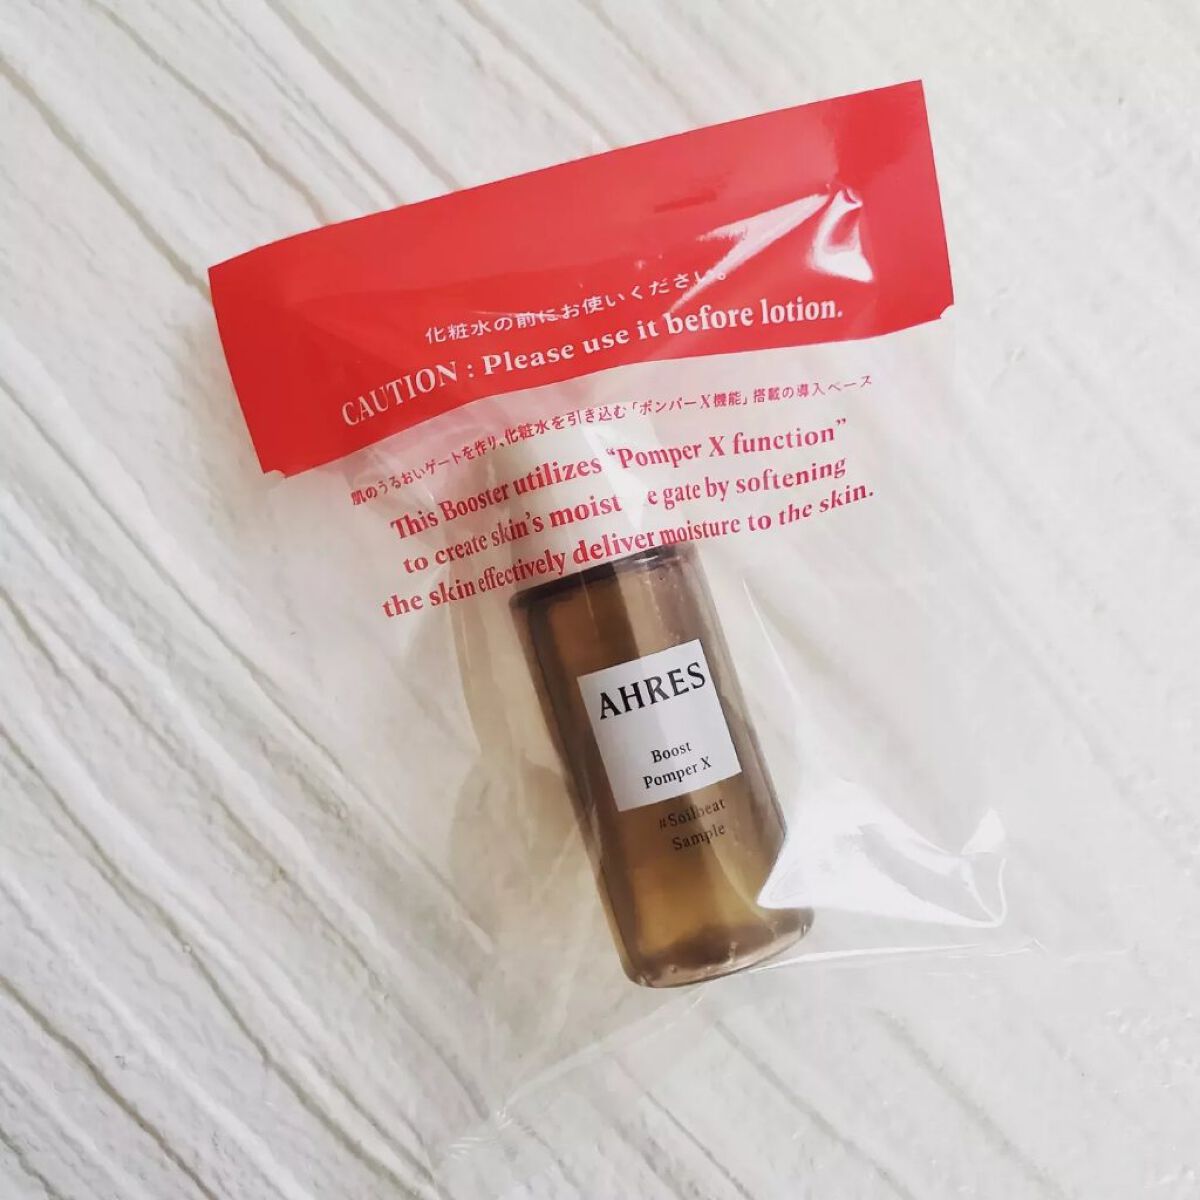 化粧水の前にお使いください。
CAUTION : Please use it before lotion.
肌のうるおいゲートを作り、化粧水を引き込む「ポンパーX機能」搭載の導入ベース
This Booster utilizes “Pomper X function”
to create skin’s moist e gate by softening
the skin effectively deliver moisture to the skin.
AHRES
Boost
Pomper X
#Soilbeat
Sample